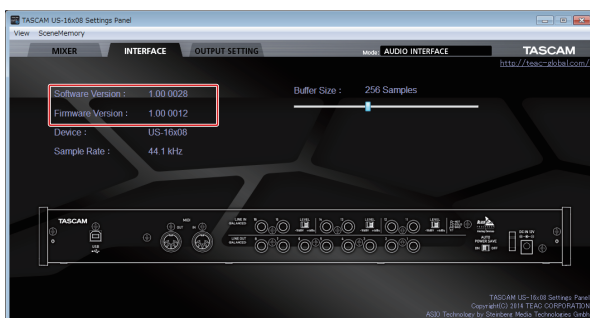 TASCAM US-16x08 Settings Panel
View SceneMemory
MIXER INTERFACE OUTPUT SETTING Mode: AUDIO INTERFACE TASCAM
http://teac-global.com/
Software Version : 1.00 0028 Buffer Size : 256 Samples
Firmware Version : 1.00 0012
Device : US-16x08
Sample Rate : 44.1 kHz
TASCAM
USB
MIDI
OUT IN
LINE IN
(BALANCED)
LINE OUT
(BALANCED)
LEVEL LEVEL LEVEL LEVEL
AUTO
POWER SAVE
ON OFF
DC IN 12V
TASCAM US-16x08 Settings Panel
Copyright(C) 2014 TEAC CORPORATION
ASIO Technology by Steinberg Media Technologies GmbH